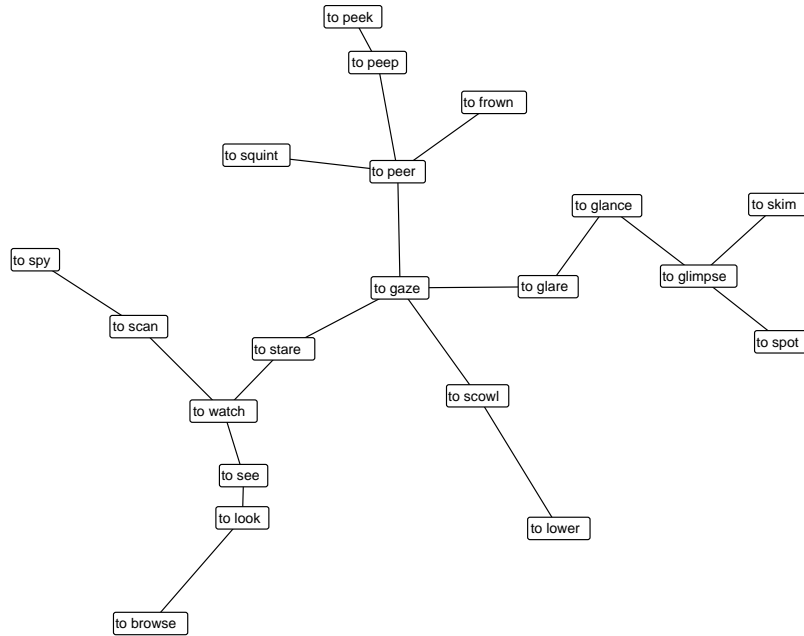 to peek
to peep
to frown
to squint
to peer
to glance
to skim
to spy
to glimpse
to gaze
to glare
to scan
to stare
to spot
to scowl
to watch
to see
to look
to lower
to browse